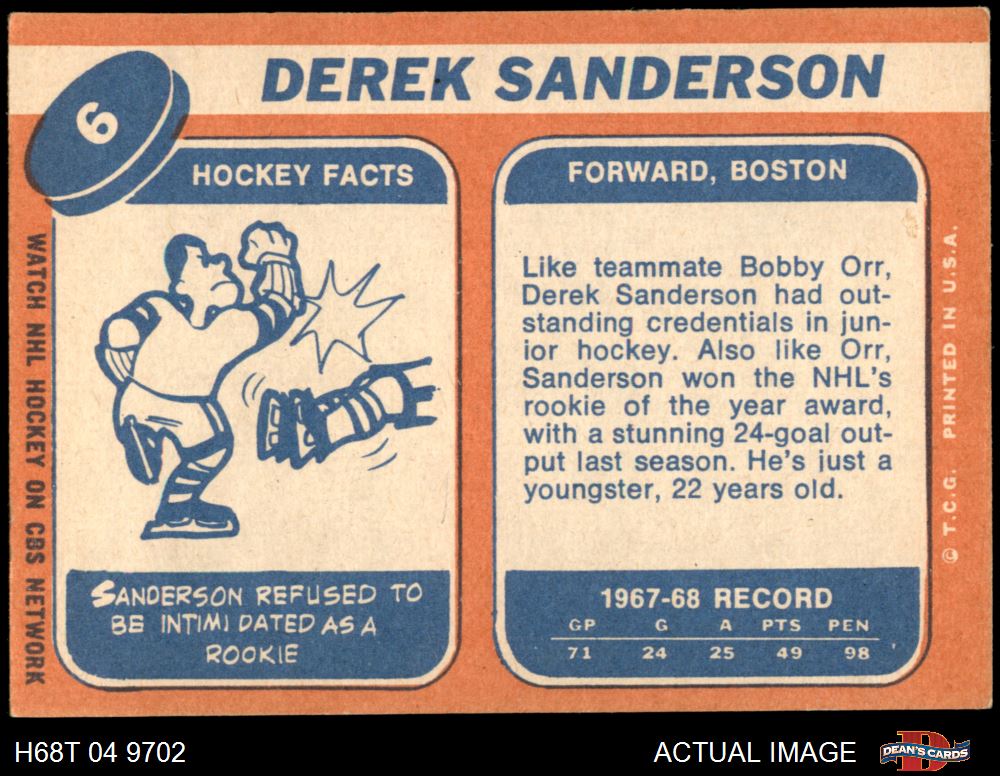 6
DEREK SANDERSON
HOCKEY FACTS
SANDERSON REFUSED TO
BE INTIMIDATED AS A
ROOKIE
FORWARD, BOSTON
Like teammate Bobby Orr,
Derek Sanderson had out-
standing credentials in jun-
ior hockey. Also like Orr,
Sanderson won the NHL's
rookie of the year award,
with a stunning 24-goal out-
put last season. He's just a
youngster, 22 years old.
1967-68 RECORD
GP G A PTS PEN
71 24 25 49 98
WATCH NHL HOCKEY ON CBS NETWORK
© T.C.G. PRINTED IN U.S.A.
H68T 04 9702
ACTUAL IMAGE
D
DEAN'S CARDS